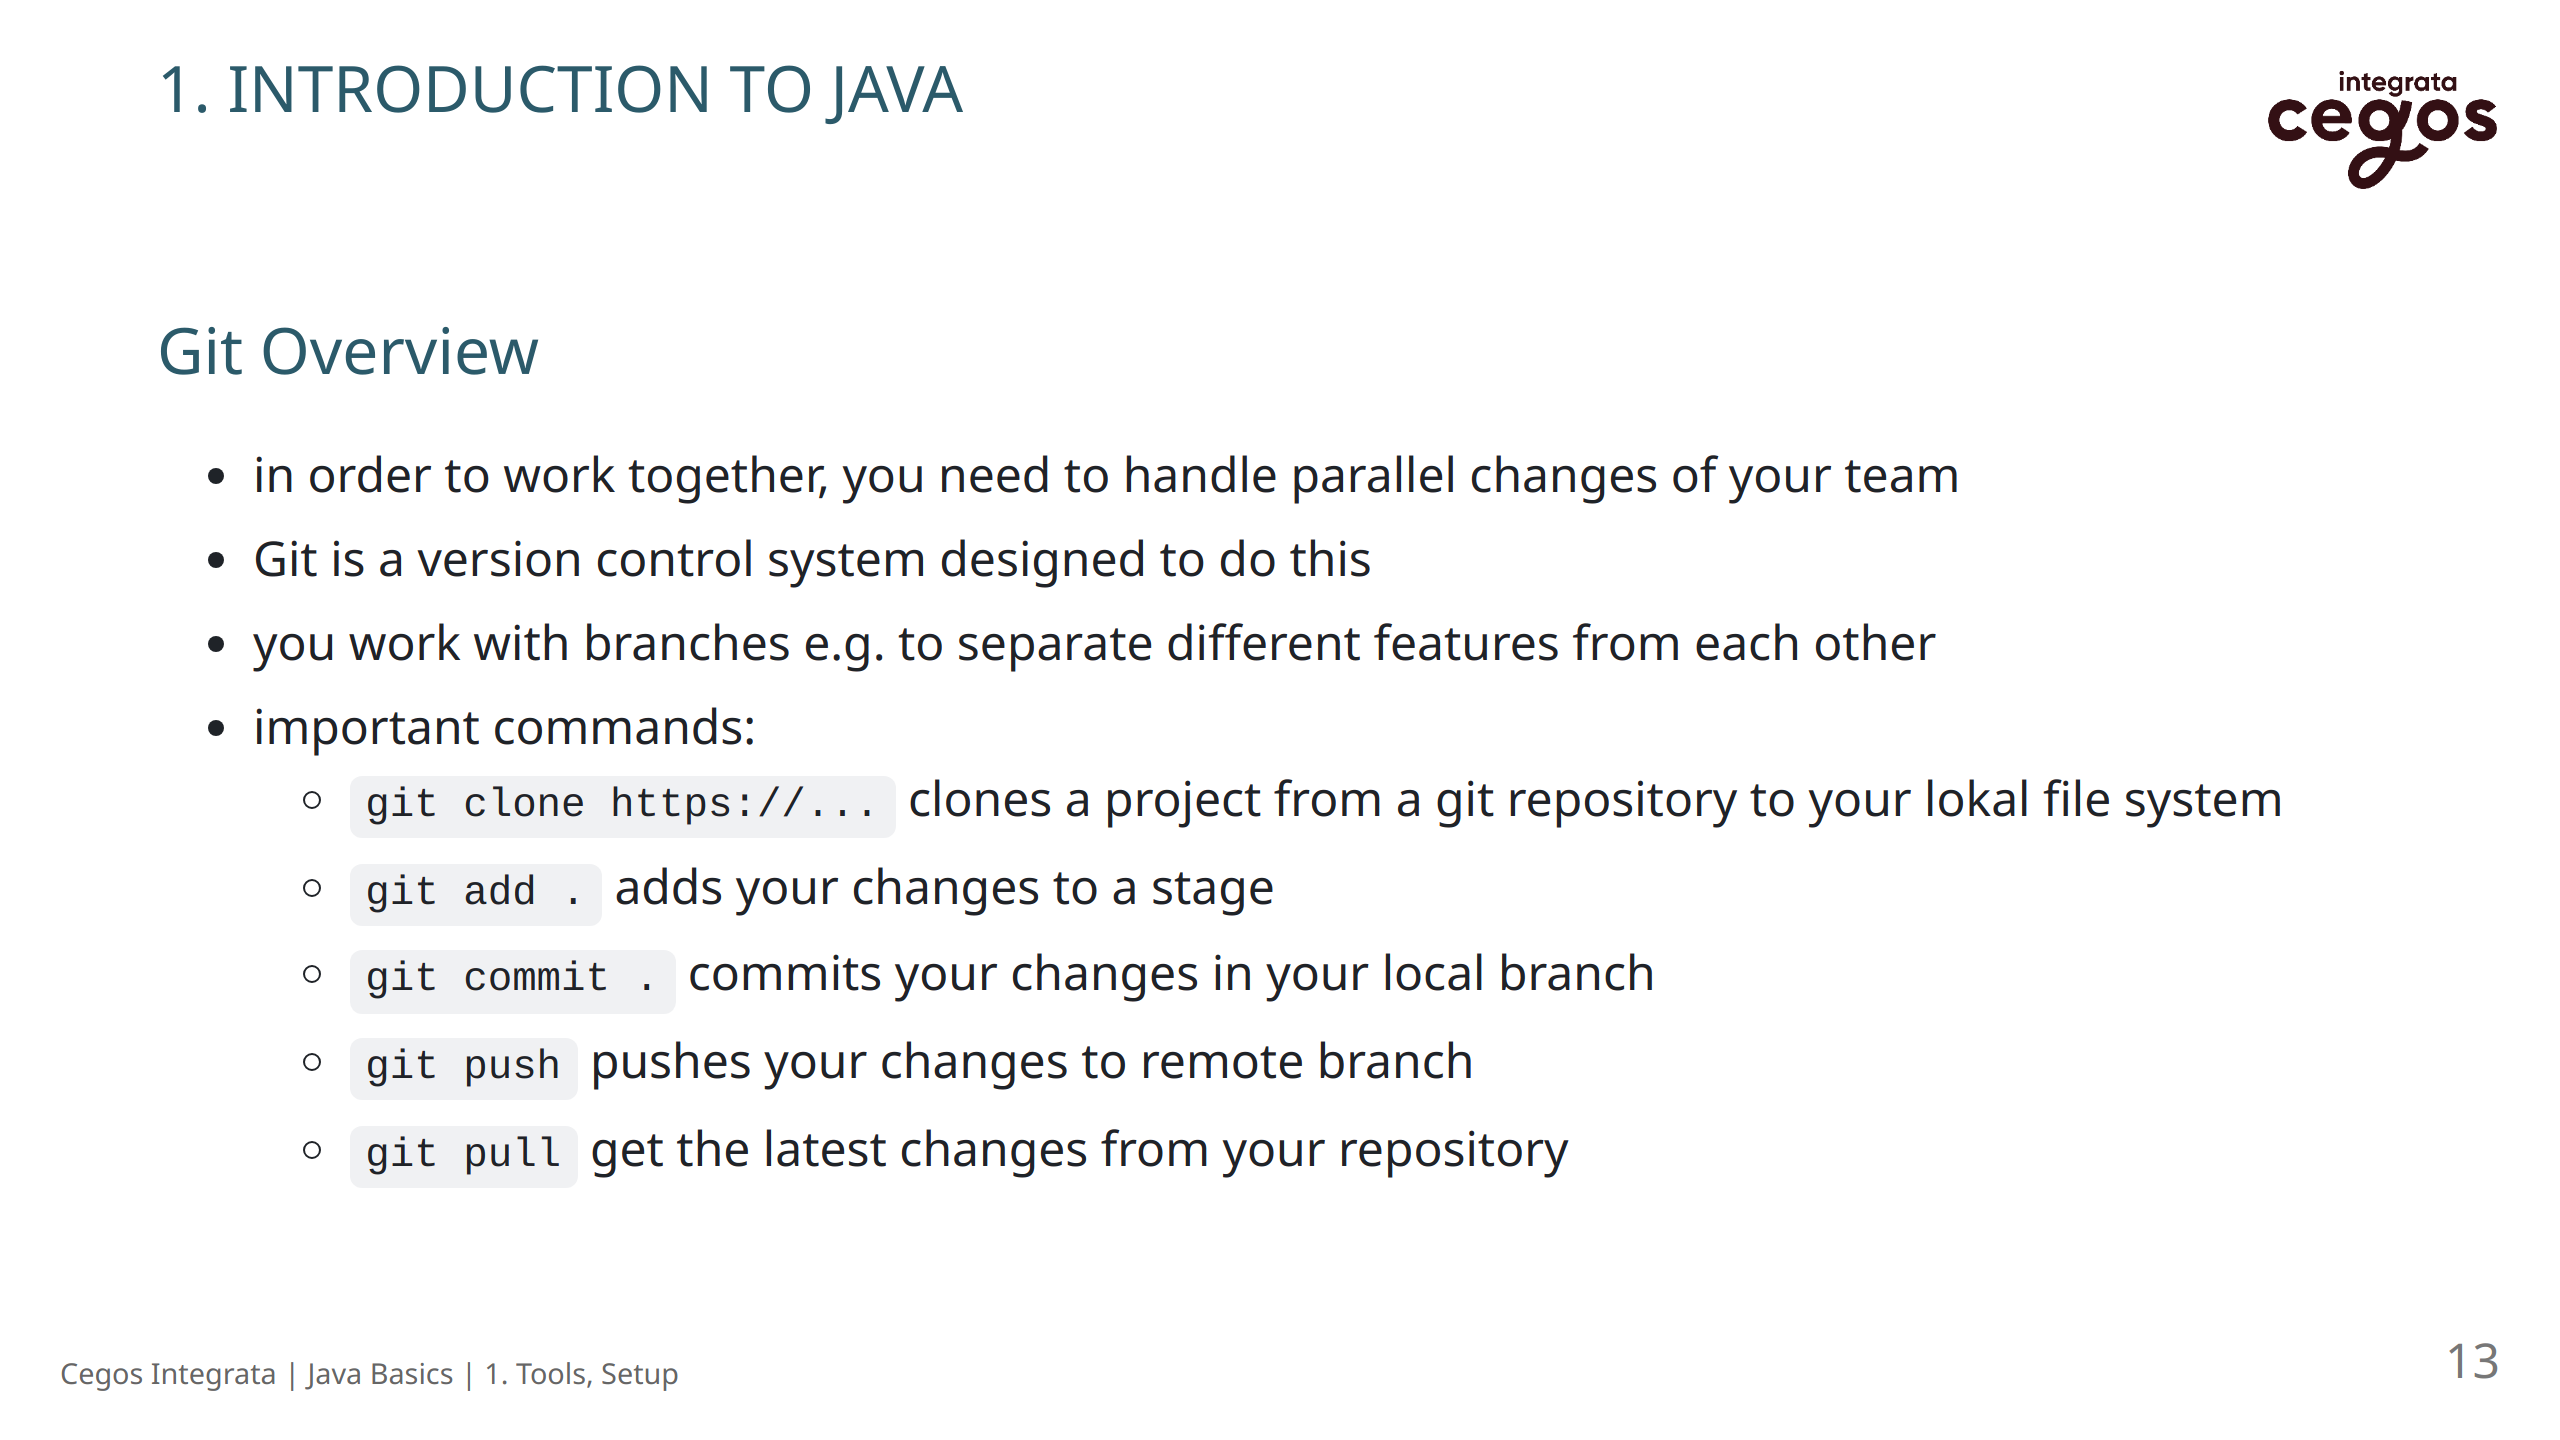 1. INTRODUCTION TO JAVA
integrata
cegos
Git Overview
• in order to work together, you need to handle parallel changes of your team
• Git is a version control system designed to do this
• you work with branches e.g. to separate different features from each other
• important commands:
○ git clone https://... clones a project from a git repository to your lokal file system
○ git add . adds your changes to a stage
○ git commit . commits your changes in your local branch
○ git push pushes your changes to remote branch
○ git pull get the latest changes from your repository
Cegos Integrata | Java Basics | 1. Tools, Setup
13